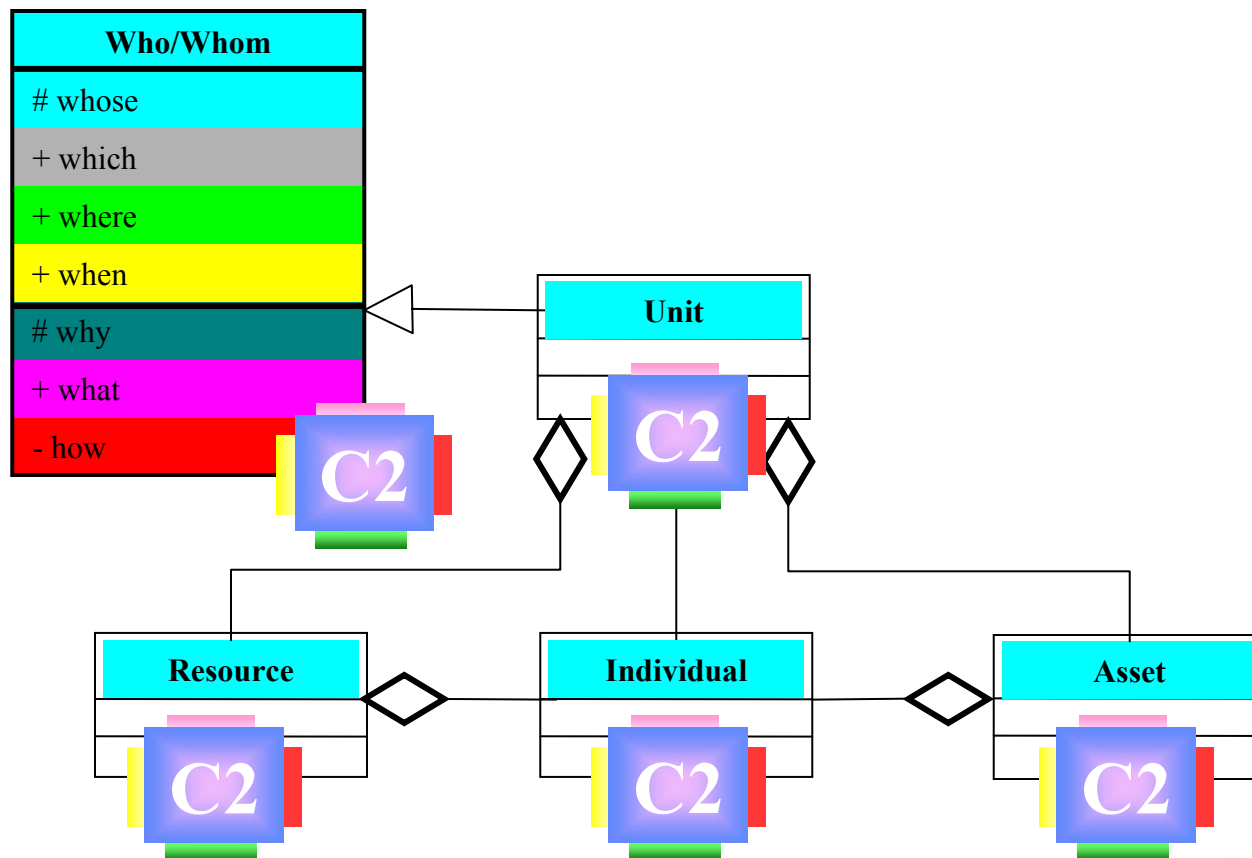 Who/Whom
# whose
+ which
+ where
+ when
# why
+ what
- how
C2
Unit
C2
Resource
C2
Individual
C2
Asset
C2